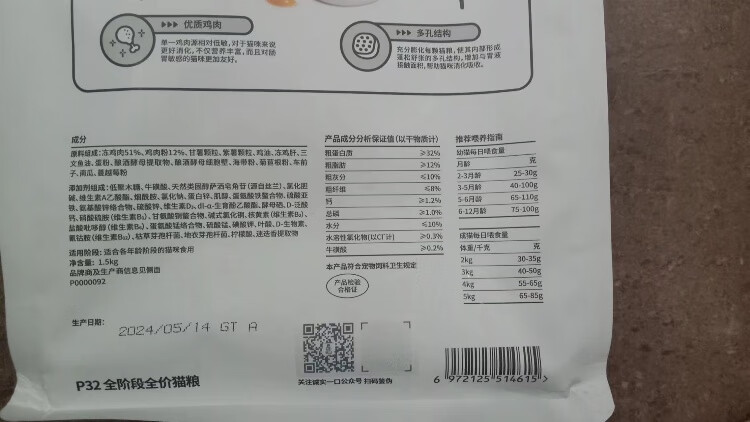 >>> 优质鸡肉
单一鸡肉源相对低敏，对于猫咪来说
更好消化，不仅营养丰富，而且对肠
胃敏感的猫咪更加友好。
>>> 多孔结构
充分膨化每颗猫粮，使其内部形成
蓬松舒张的多孔结构，增加与胃液
接触面积，帮助猫咪消化吸收。
成分
原料组成：冻鸡肉51%、鸡肉粉12%、甘薯颗粒、紫薯颗粒、鸡油、冻鸡肝、三
文鱼油、蛋粉、酿酒酵母提取物、酿酒酵母细胞壁、海带粉、菊苣根粉、车前
子、南瓜、蔓越莓粉
添加剂组成：低聚木糖、牛磺酸、天然类固醇萨洒皂角苷（源自丝兰）、氯化胆
碱、维生素A乙酸酯、烟酰胺、氯化钠、蛋白锌、肌醇、蛋氨酸铁螯合物、硫酸亚
铁、氨基酸锌络合物、硫酸锌、维生素D₃、dl-α-生育酚乙酸酯、酵母硒、D-泛酸
钙、硝酸硫胺（维生素B₁）、甘氨酸铜螯合物、碱式氯化铜、核黄素（维生素B₂）、
盐酸吡哆醇（维生素B₆）、蛋氨酸锰络合物、硫酸锰、碘酸钾、叶酸、D-生物素、
氰钴胺（维生素B₁₂）、枯草芽孢杆菌、地衣芽孢杆菌、柠檬酸、迷迭香提取物
适用阶段：适合各年龄阶段的猫咪食用
净含量：1.5kg
品牌商及生产商信息见侧面
P0000092
产品成分分析保证值（以干物质计）
粗蛋白质 ≥32%
粗脂肪 ≥12%
粗灰分 ≤10%
粗纤维 ≤8%
钙 ≥1.2%
总磷 ≥1.0%
水分 ≤10%
水溶性氯化物(以Cl⁻计) ≥0.3%
牛磺酸 ≥0.2%
本产品符合宠物饲料卫生规定
产品检验
合格证
推荐喂养指南
幼猫每日喂食量
月龄 克
2-3月龄 25-30g
3-5月龄 40-100g
5-6月龄 65-110g
6-12月龄 75-100g
成猫每日喂食量
体重/千克 克
2kg 30-35g
3kg 40-50g
4kg 55-65g
5kg 65-85g
生产日期：
2024/05/14 GT A
P32 全阶段全价猫粮
关注诚实一口公众号 扫码鉴伪
6 972125 514615 >